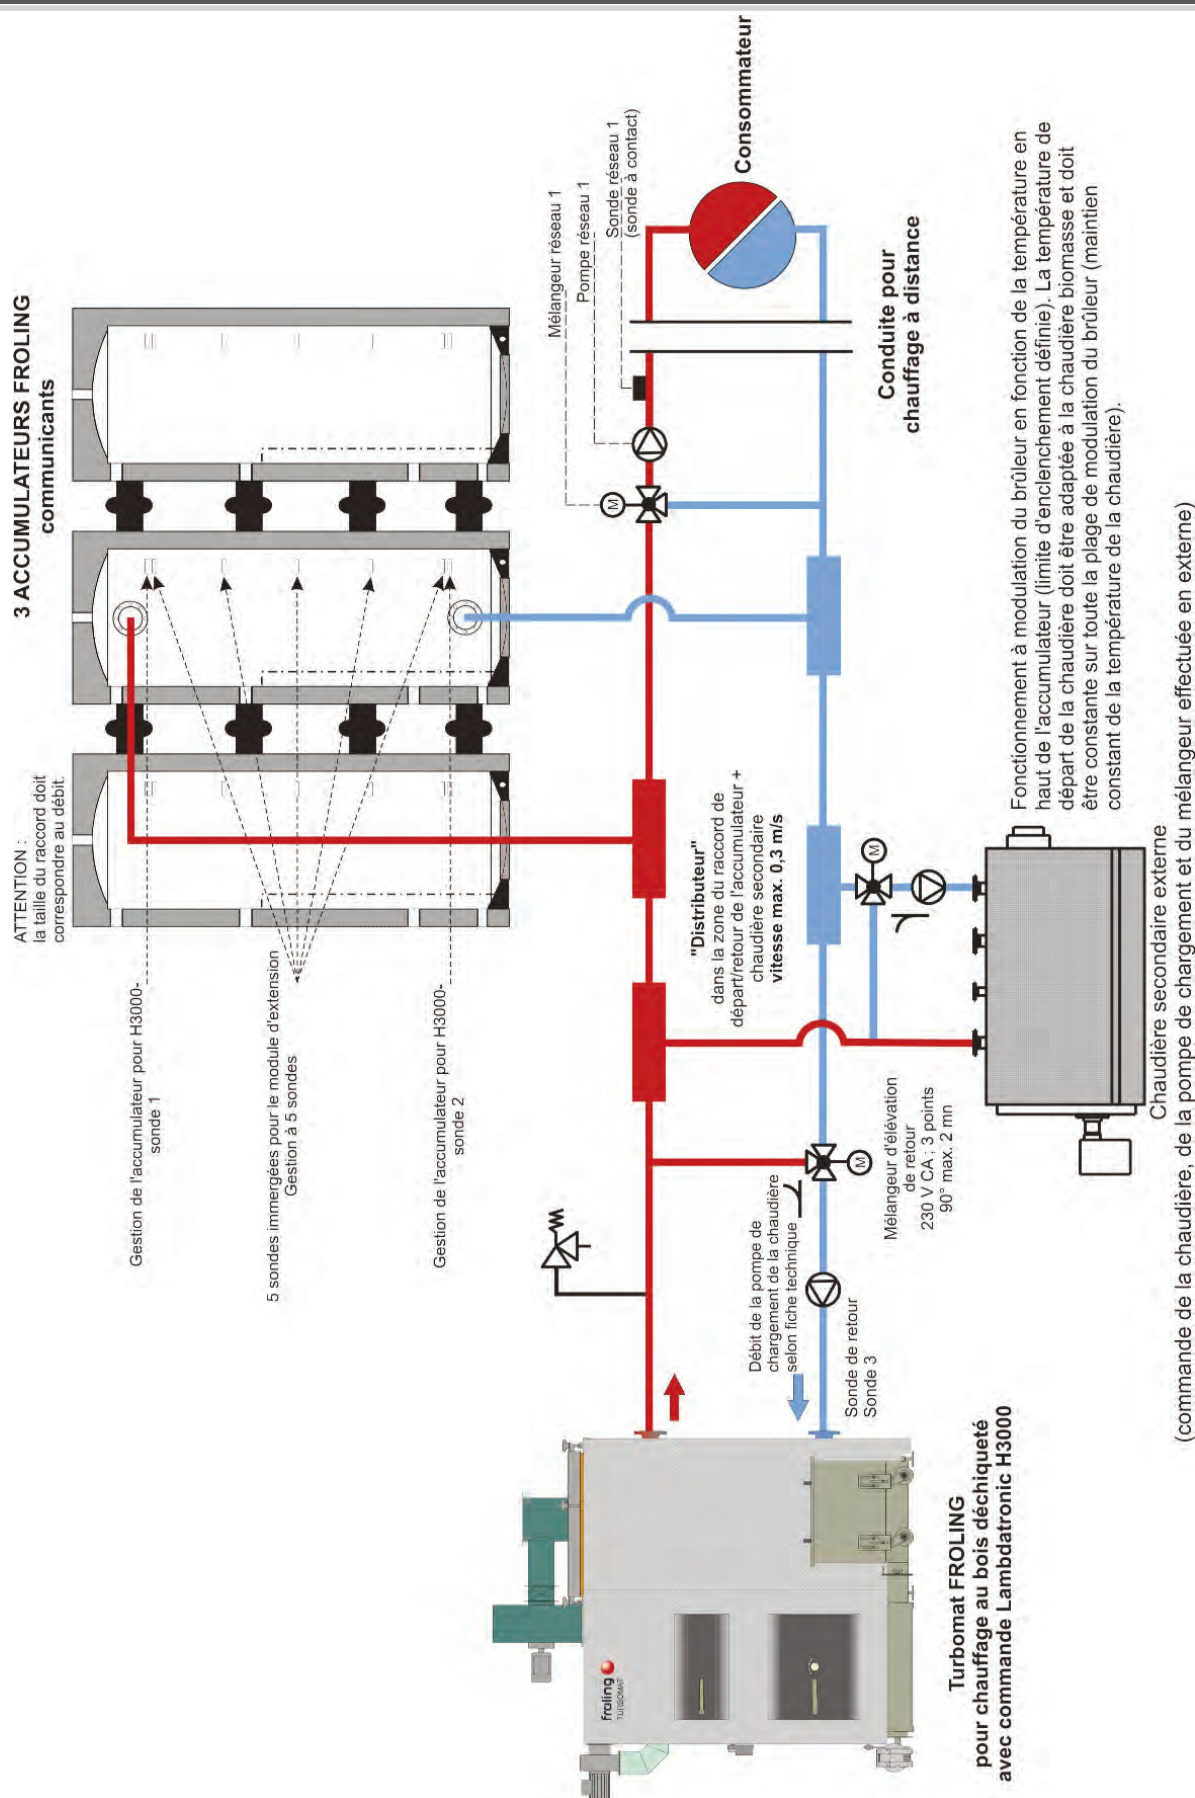 3 ACCUMULATEURS FROLING
communicants
ATTENTION :
la taille du raccord doit
correspondre au débit.
Gestion de l'accumulateur pour H3000-
sonde 1
5 sondes immergées pour le module d'extension
Gestion à 5 sondes
Gestion de l'accumulateur pour H3000-
sonde 2
Mélangeur réseau 1
Pompe réseau 1
Sonde réseau 1
(sonde à contact)
M
Consommateur
Conduite pour
chauffage à distance
"Distributeur"
dans la zone du raccord de
départ/retour de l'accumulateur +
chaudière secondaire
vitesse max. 0,3 m/s
Débit de la pompe de
chargement de la chaudière
selon fiche technique
Sonde de retour
Sonde 3
M
Mélangeur d'élévation
de retour
230 V CA ; 3 points
90° max. 2 mn
M
Fonctionnement à modulation du brûleur en fonction de la température en
haut de l'accumulateur (limite d'enclenchement définie). La température de
départ de la chaudière doit être adaptée à la chaudière biomasse et doit
être constante sur toute la plage de modulation du brûleur (maintien
constant de la température de la chaudière).
froling
TURBOMAT
Turbomat FROLING
pour chauffage au bois déchiqueté
avec commande Lambdatronic H3000
Chaudière secondaire externe
(commande de la chaudière, de la pompe de chargement et du mélangeur effectuée en externe)